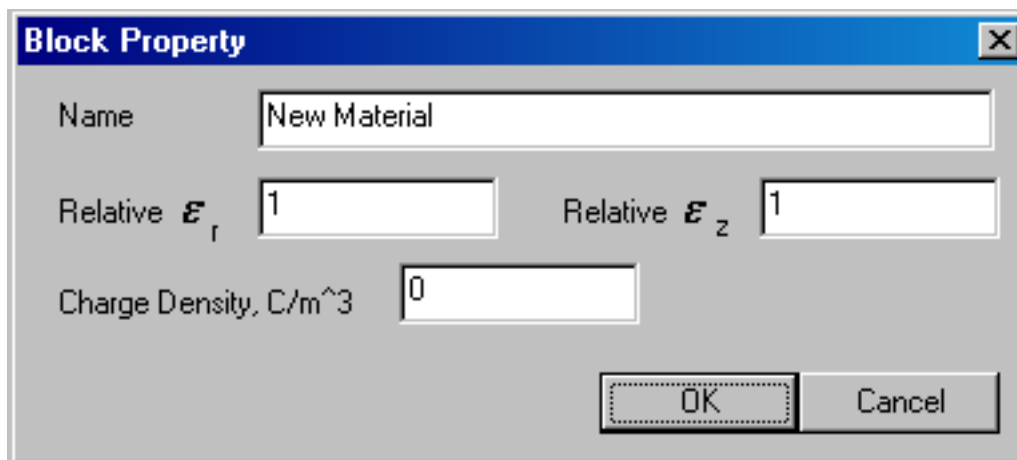 Block Property
Name New Material
Relative ε r 1 Relative ε z 1
Charge Density, C/m^3 0
OK Cancel